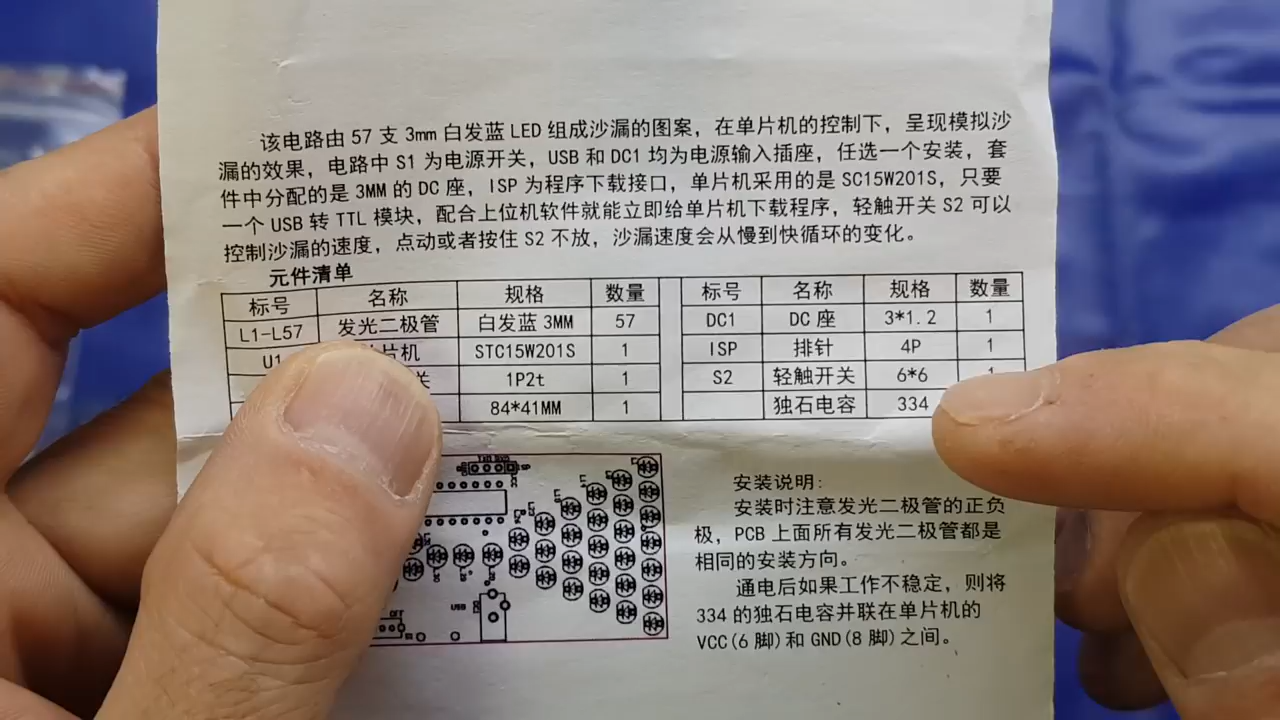 该电路由 57 支 3mm 白发蓝 LED 组成沙漏的图案，在单片机的控制下，呈现模拟沙
漏的效果，电路中 S1 为电源开关，USB 和 DC1 均为电源输入插座，任选一个安装，套
件中分配的是 3MM 的 DC 座，ISP 为程序下载接口，单片机采用的是 SC15W201S，只要
一个 USB 转 TTL 模块，配合上位机软件就能立即给单片机下载程序，轻触开关 S2 可以
控制沙漏的速度，点动或者按住 S2 不放，沙漏速度会从慢到快循环的变化。
元件清单
标号 名称 规格 数量 标号 名称 规格 数量
L1-L57 发光二极管 白发蓝 3MM 57 DC1 DC 座 3*1.2 1
U1 片机 STC15W201S 1 ISP 排针 4P 1
关 1P2t 1 S2 轻触开关 6*6 1
84*41MM 1 独石电容 334
安装说明：
安装时注意发光二极管的正负
极，PCB 上面所有发光二极管都是
相同的安装方向。
通电后如果工作不稳定，则将
334 的独石电容并联在单片机的
VCC(6 脚)和 GND(8 脚)之间。
TXD RXD
VCC
USB
OFF